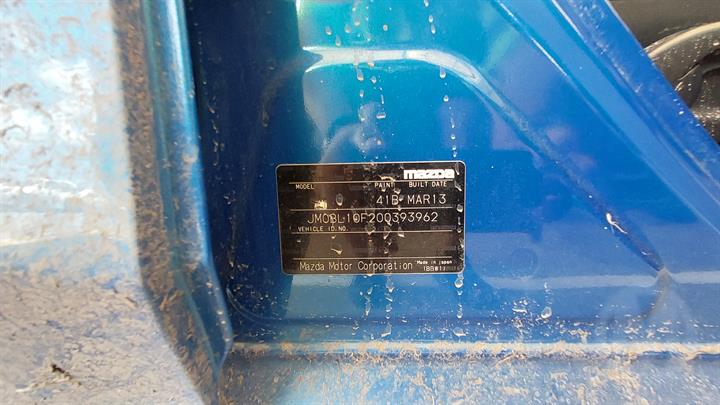 mazda
MODEL PAINT BUILT DATE
41B MAR13
JM0BL10F200393962
VEHICLE ID.NO.
Mazda Motor Corporation Made in Japan